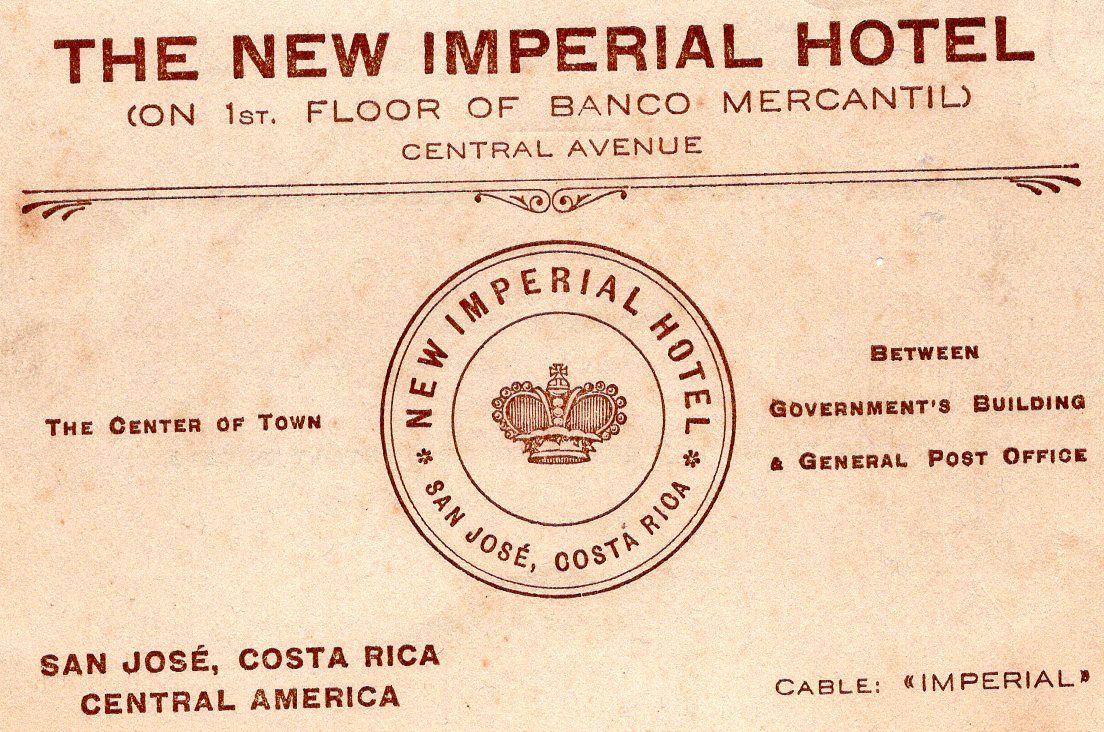 THE NEW IMPERIAL HOTEL
(ON 1ST. FLOOR OF BANCO MERCANTIL)
CENTRAL AVENUE
NEW IMPERIAL HOTEL
* SAN JOSÉ, COSTA RICA *
THE CENTER OF TOWN
BETWEEN
GOVERNMENT'S BUILDING
& GENERAL POST OFFICE
SAN JOSÉ, COSTA RICA
CENTRAL AMERICA
CABLE: «IMPERIAL»